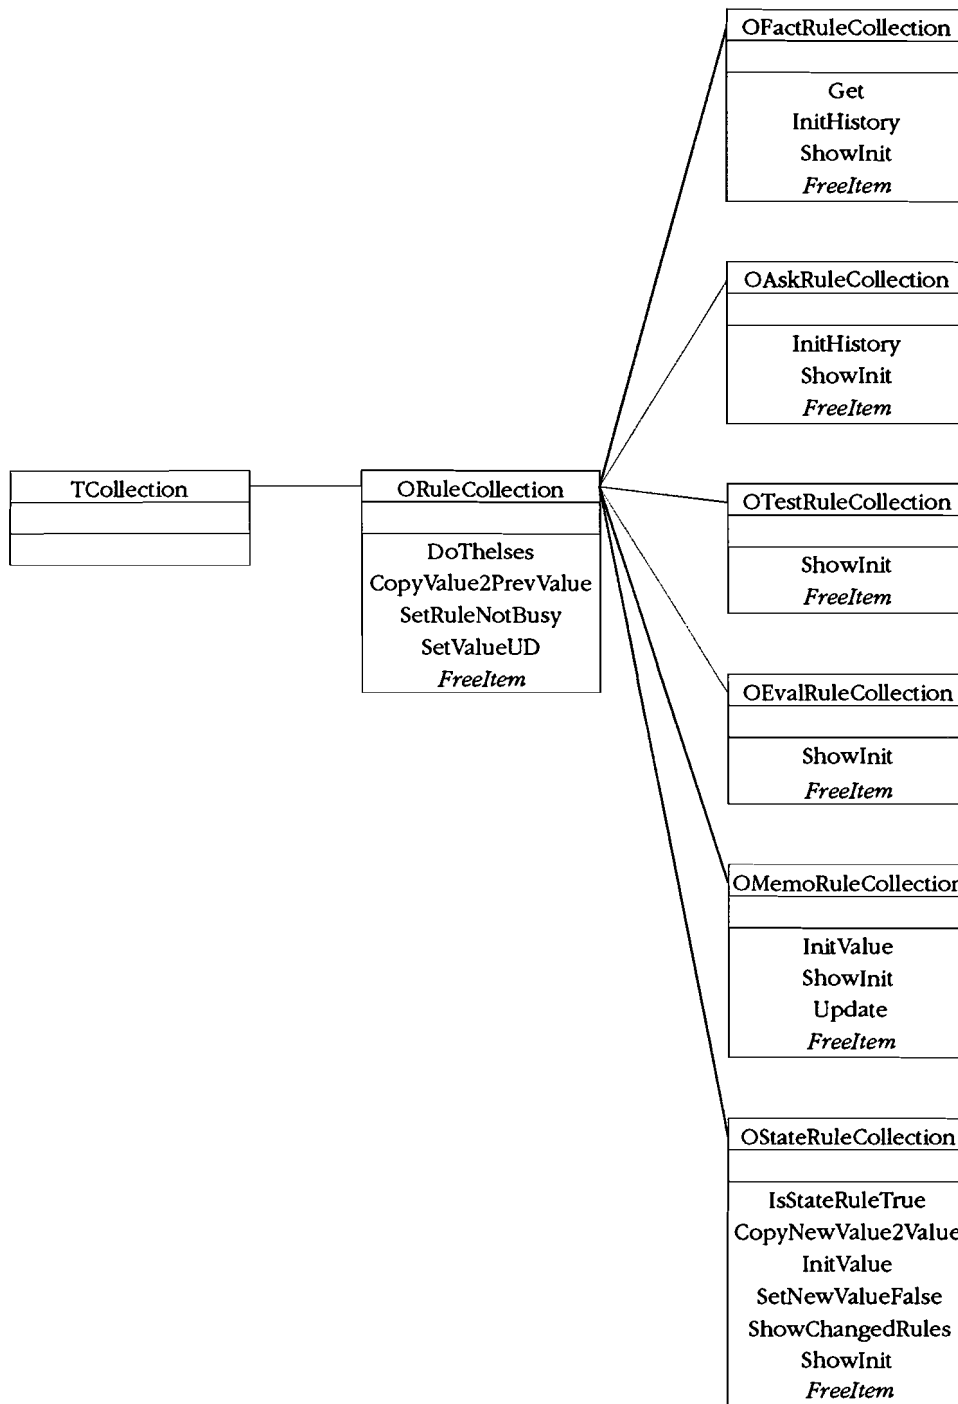 TCollection
ORuleCollection
DoThelses
CopyValue2PrevValue
SetRuleNotBusy
SetValueUD
FreeItem
OFactRuleCollection
Get
InitHistory
ShowInit
FreeItem
OAskRuleCollection
InitHistory
ShowInit
FreeItem
OTestRuleCollection
ShowInit
FreeItem
OEvalRuleCollection
ShowInit
FreeItem
OMemoRuleCollection
InitValue
ShowInit
Update
FreeItem
OStateRuleCollection
IsStateRuleTrue
CopyNewValue2Value
InitValue
SetNewValueFalse
ShowChangedRules
ShowInit
FreeItem